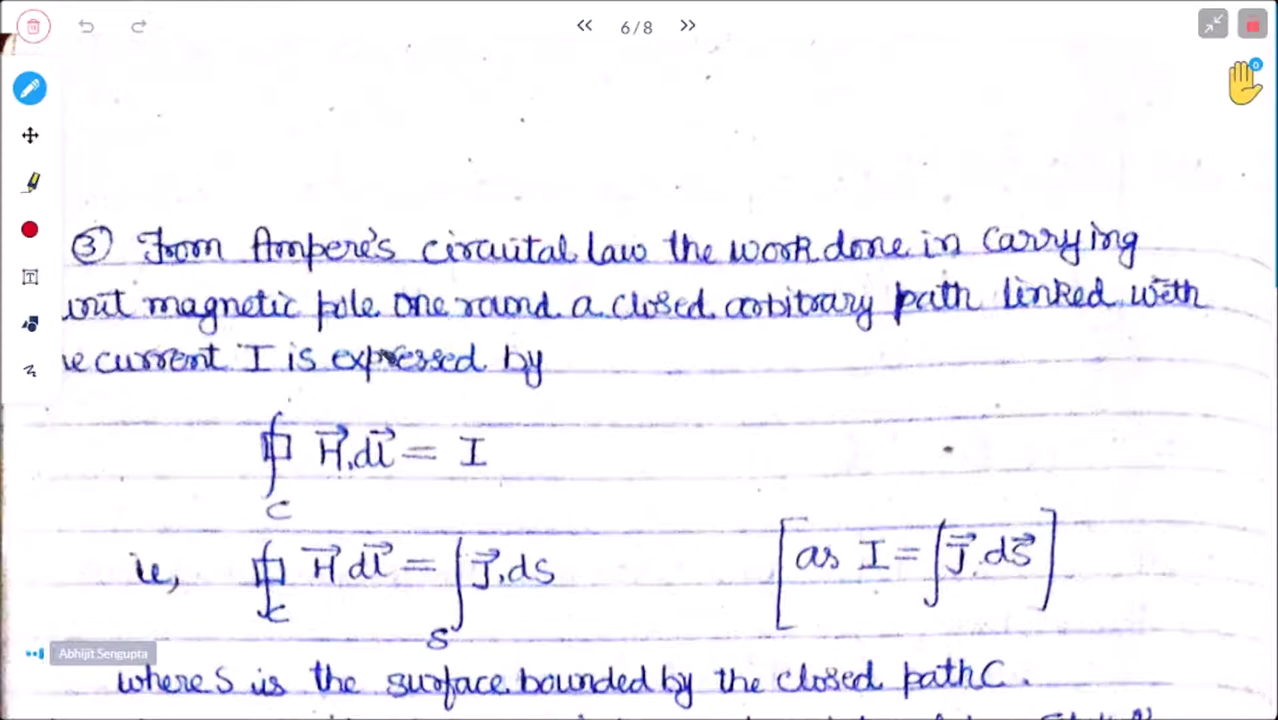 6/8
0
③ From Ampere's circuital law the work done in carrying
unit magnetic pole one round a closed arbitrary path linked with
he current I is expressed by
∮ H⃗.dl⃗ = I
C
ie, ∮ H⃗ dl⃗ = ∫ J⃗.ds [as I = ∫ J⃗.ds⃗]
C S
Abhijit Sengupta
where S is the surface bounded by the closed path C.